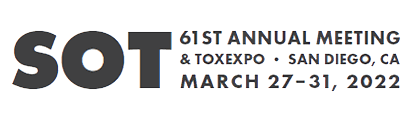 SOT
61ST ANNUAL MEETING
& TOXEXPO • SAN DIEGO, CA
MARCH 27–31, 2022